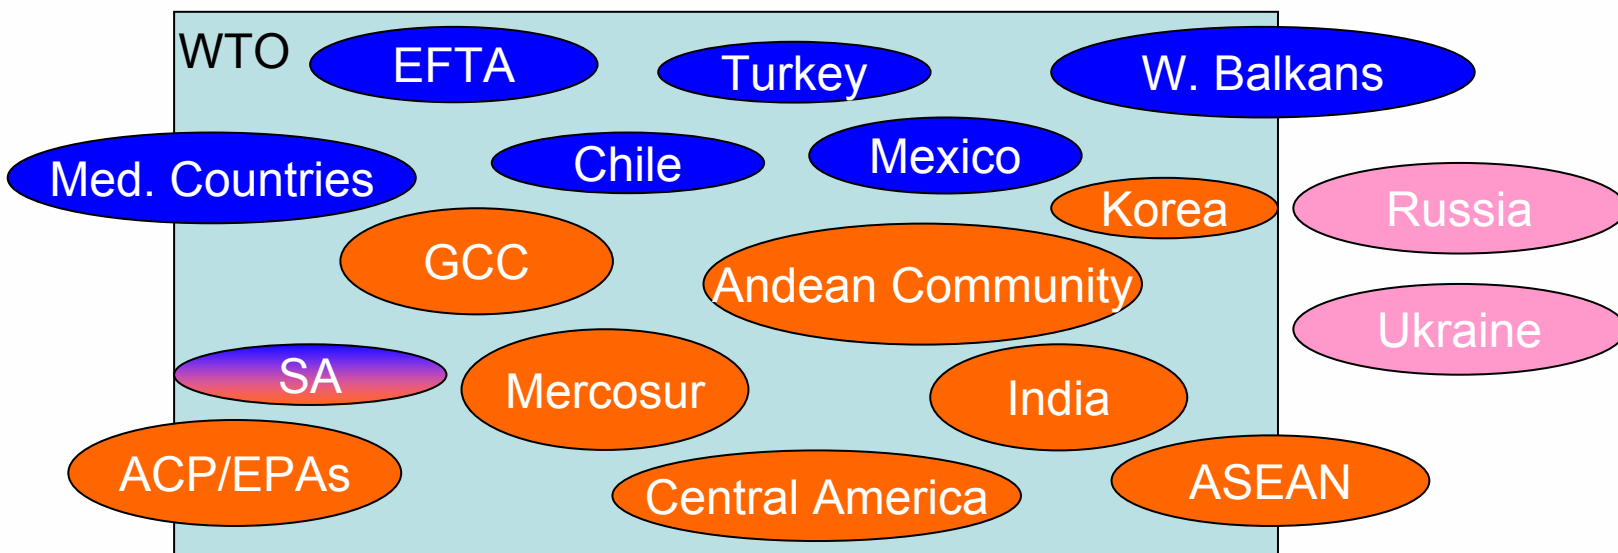 WTO
EFTA
Turkey
W. Balkans
Med. Countries
Chile
Mexico
Korea
Russia
GCC
Andean Community
Ukraine
SA
Mercosur
India
ACP/EPAs
Central America
ASEAN